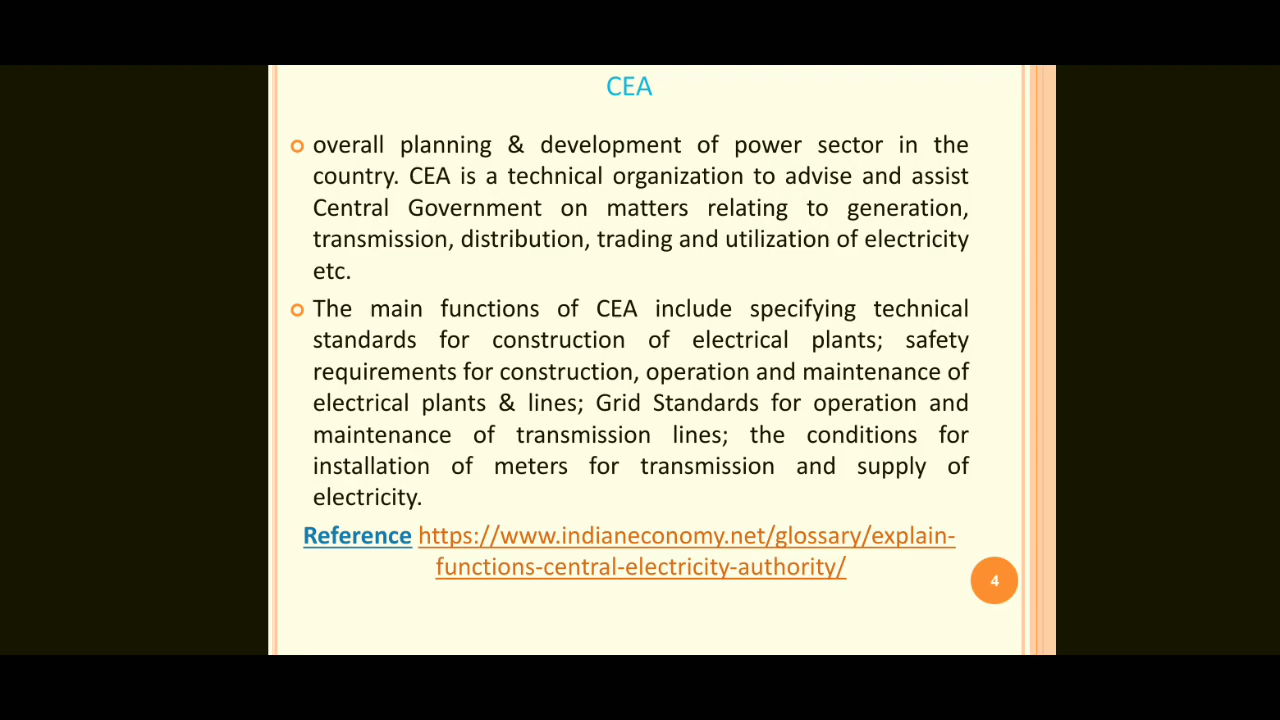 CEA
overall planning & development of power sector in the
country. CEA is a technical organization to advise and assist
Central Government on matters relating to generation,
transmission, distribution, trading and utilization of electricity
etc.
The main functions of CEA include specifying technical
standards for construction of electrical plants; safety
requirements for construction, operation and maintenance of
electrical plants & lines; Grid Standards for operation and
maintenance of transmission lines; the conditions for
installation of meters for transmission and supply of
electricity.
Reference https://www.indianeconomy.net/glossary/explain-
functions-central-electricity-authority/
4